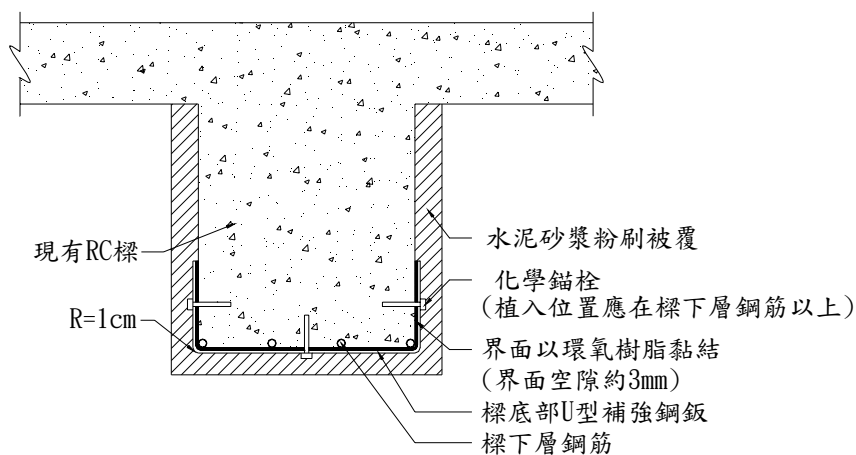 現有RC樑
R=1cm
水泥砂漿粉刷被覆
化學錨栓
(植入位置應在樑下層鋼筋以上)
界面以環氧樹脂黏結
(界面空隙約3mm)
樑底部U型補強鋼鈑
樑下層鋼筋